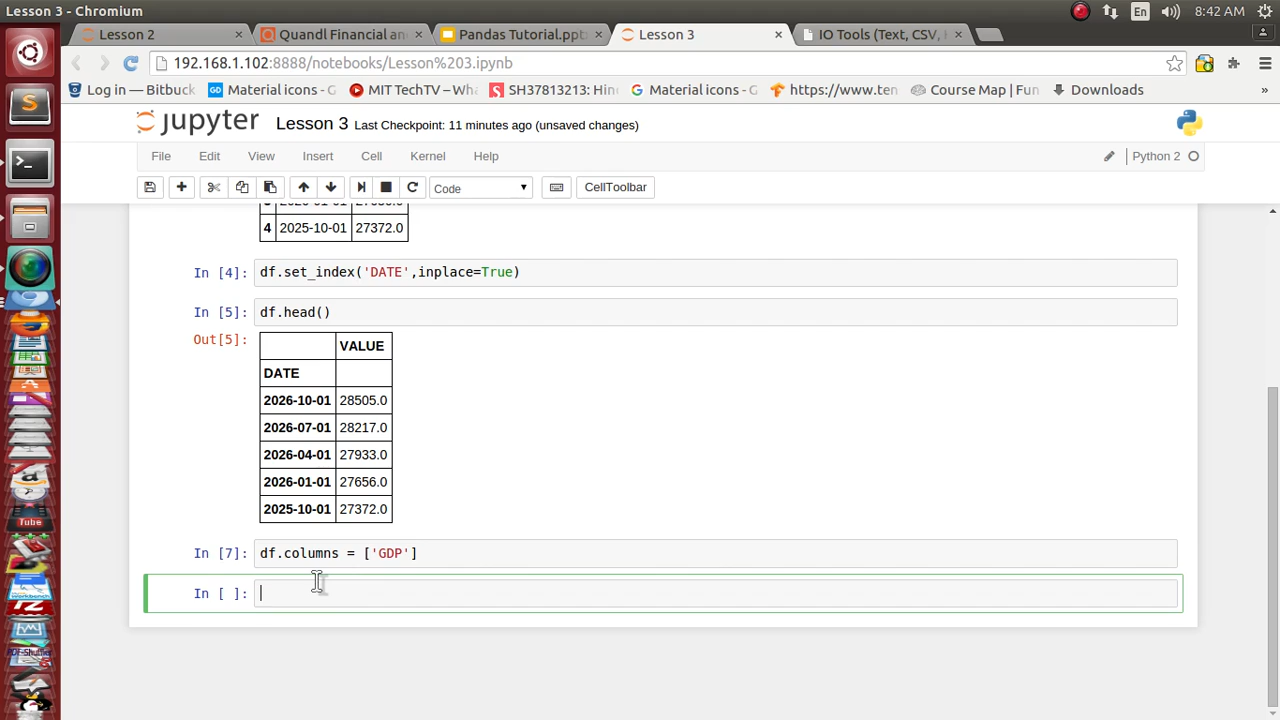 Lesson 3 - Chromium
En
8:42 AM
Lesson 2
Quandl Financial an
Pandas Tutorial.pptx
Lesson 3
IO Tools (Text, CSV,
192.168.1.102:8888/notebooks/Lesson%203.ipynb
Log in — Bitbuck
Material icons - G
MIT TechTV – Wha
SH37813213: Hin
Material icons - G
https://www.ten
Course Map | Fun
Downloads
»
jupyter
Lesson 3 Last Checkpoint: 11 minutes ago (unsaved changes)
File Edit View Insert Cell Kernel Help
Python 2
Code
CellToolbar
4 2025-10-01 27372.0
In [4]: df.set_index('DATE',inplace=True)
In [5]: df.head()
Out[5]:
VALUE
DATE
2026-10-01 28505.0
2026-07-01 28217.0
2026-04-01 27933.0
2026-01-01 27656.0
2025-10-01 27372.0
In [7]: df.columns = ['GDP']
In [ ]:
Tube